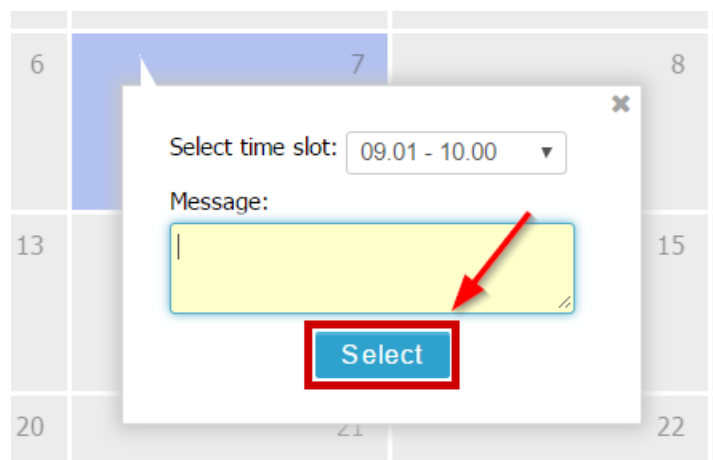 6 7 8
✖
Select time slot: 09.01 - 10.00 ▼
Message:
13 15
Select
20 21 22